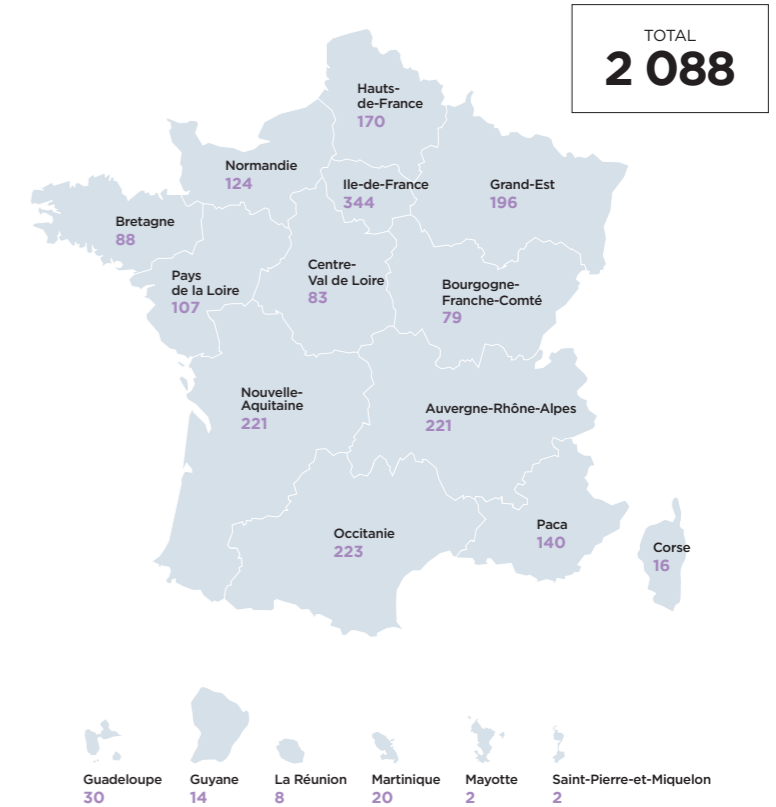 TOTAL
2 088
Hauts-
de-France
170
Normandie
124
Ile-de-France
344
Grand-Est
196
Bretagne
88
Pays
de la Loire
107
Centre-
Val de Loire
83
Bourgogne-
Franche-Comté
79
Nouvelle-
Aquitaine
221
Auvergne-Rhône-Alpes
221
Occitanie
223
Paca
140
Corse
16
Guadeloupe
30
Guyane
14
La Réunion
8
Martinique
20
Mayotte
2
Saint-Pierre-et-Miquelon
2